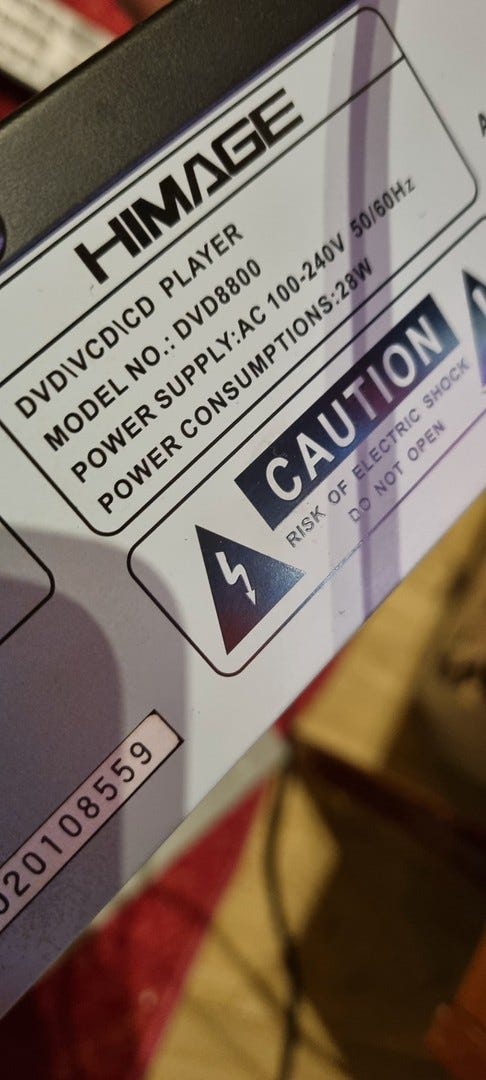 HIMAGE
DVD\VCD\CD PLAYER
MODEL NO.: DVD8800
POWER SUPPLY:AC 100-240V 50/60Hz
POWER CONSUMPTIONS:28W
CAUTION
RISK OF ELECTRIC SHOCK
DO NOT OPEN
020108559